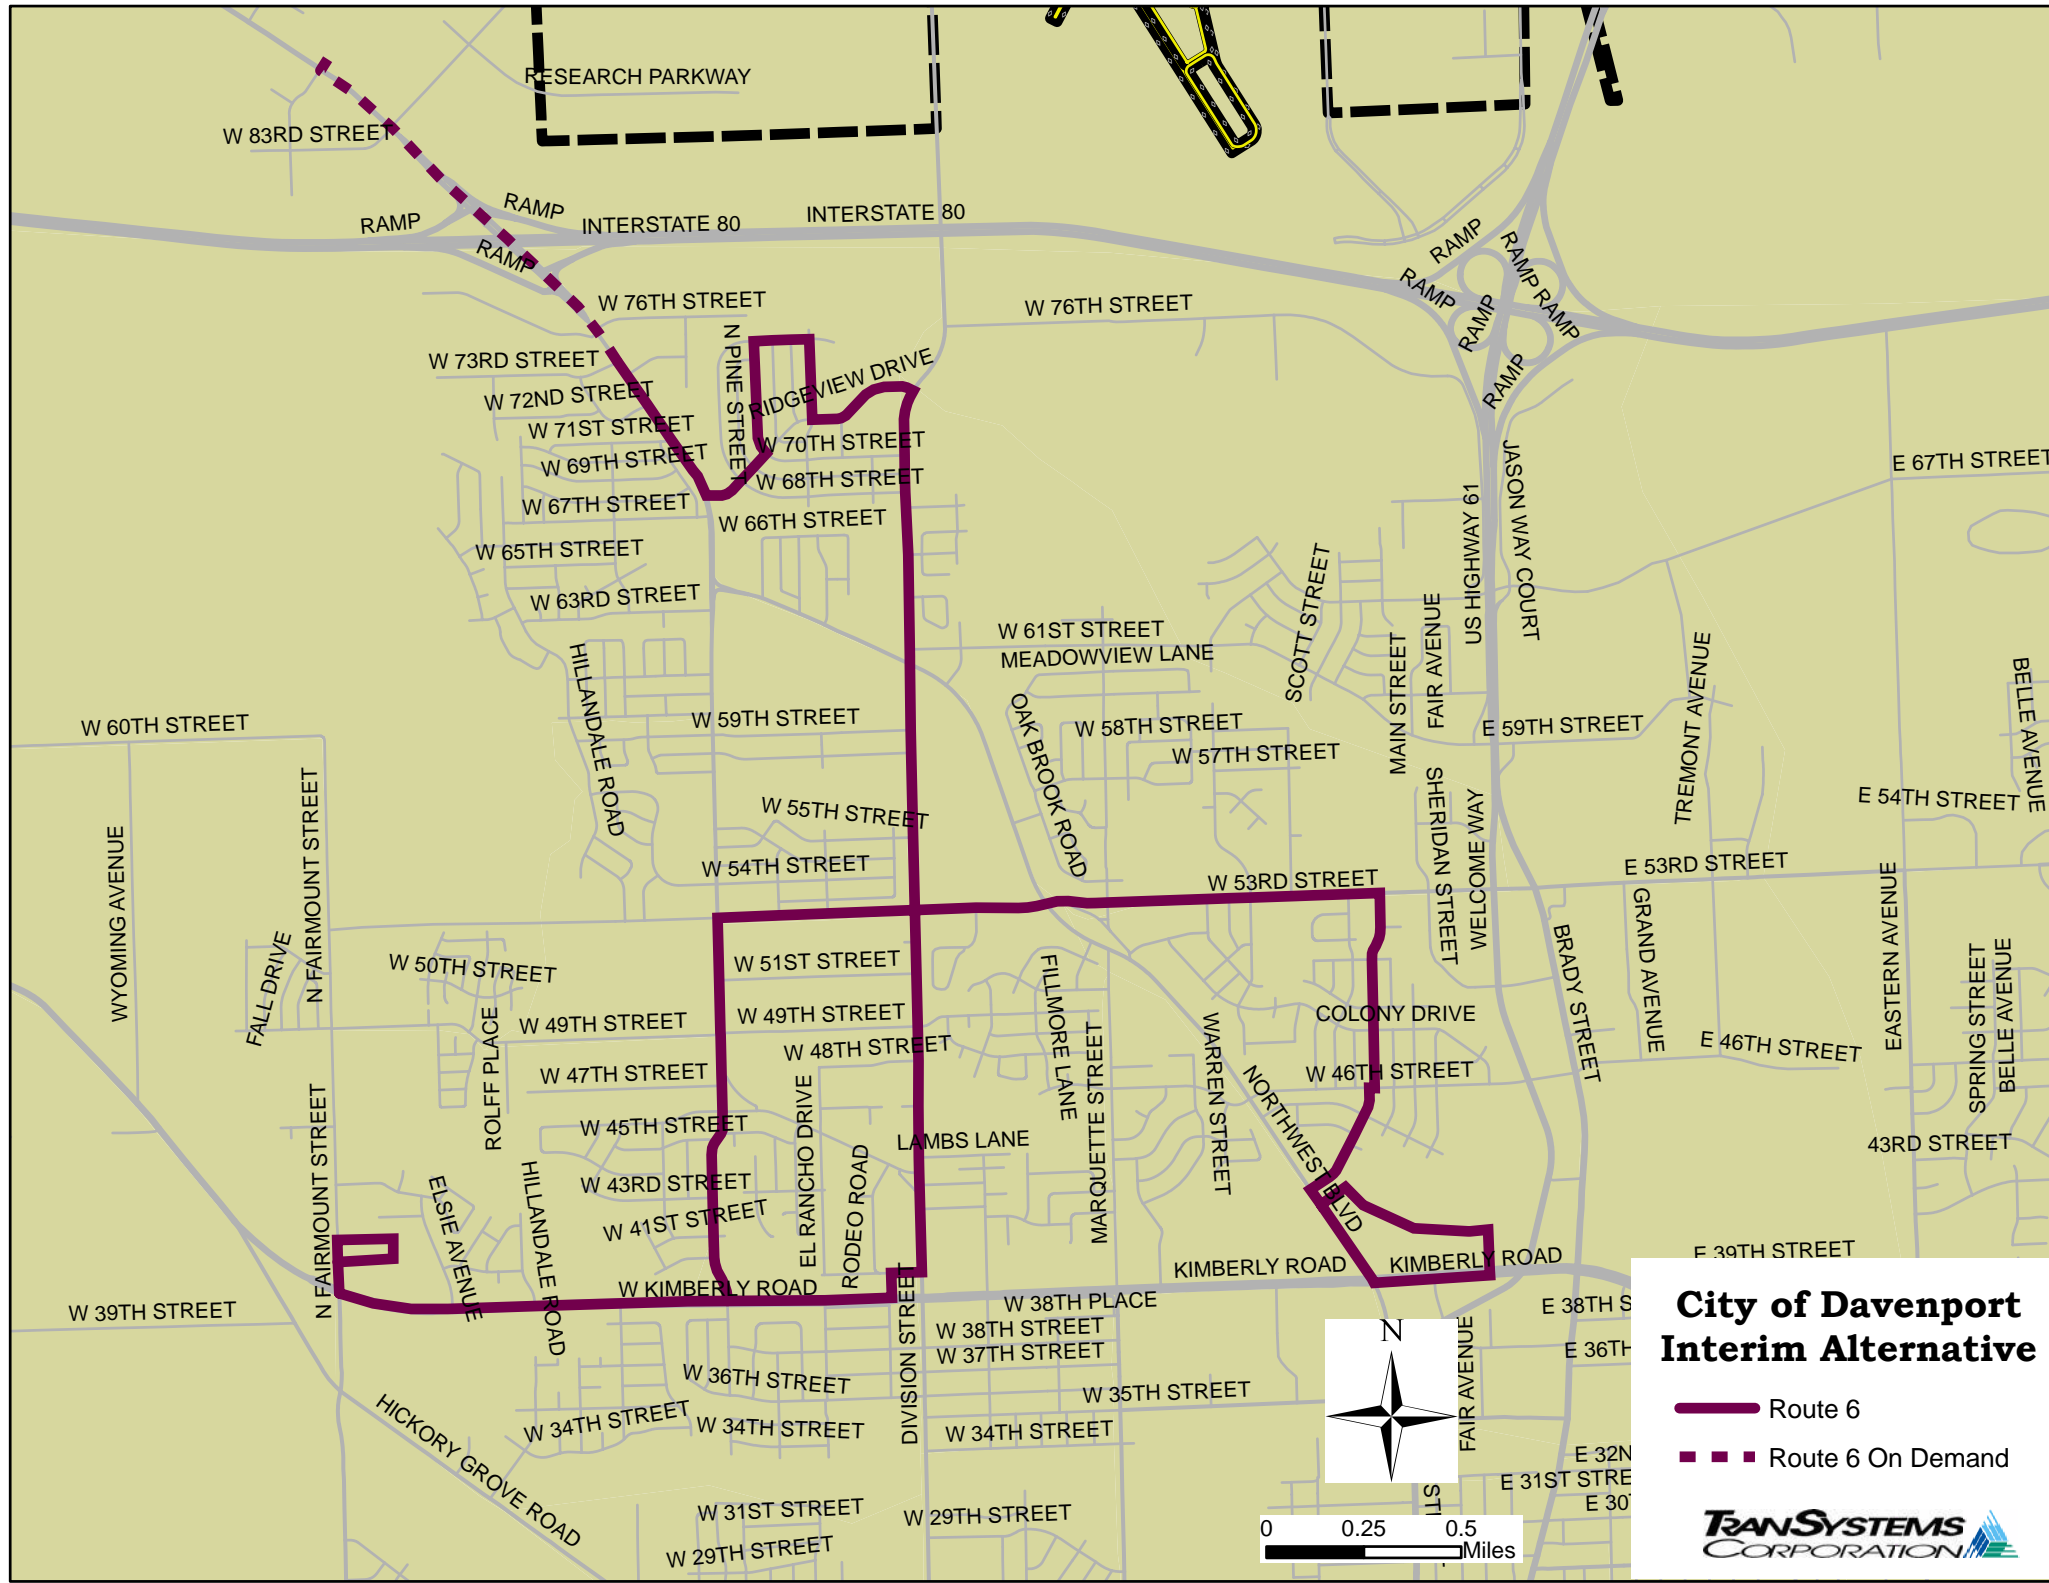 RESEARCH PARKWAY
W 83RD STREET
RAMP
RAMP
INTERSTATE 80
INTERSTATE 80
RAMP
RAMP
RAMP
RAMP
RAMP
RAMP
RAMP
W 76TH STREET
W 76TH STREET
N PINE STREET
W 73RD STREET
RIDGEVIEW DRIVE
W 72ND STREET
W 71ST STREET
W 70TH STREET
W 69TH STREET
W 68TH STREET
W 67TH STREET
W 66TH STREET
W 65TH STREET
W 63RD STREET
JASON WAY COURT
US HIGHWAY 61
E 67TH STREET
SCOTT STREET
FAIR AVENUE
MAIN STREET
W 61ST STREET
MEADOWVIEW LANE
HILLANDALE ROAD
TREMONT AVENUE
BELLE AVENUE
W 60TH STREET
W 59TH STREET
OAK BROOK ROAD
W 58TH STREET
W 57TH STREET
E 59TH STREET
N FAIRMOUNT STREET
WYOMING AVENUE
W 55TH STREET
W 54TH STREET
SHERIDAN STREET
WELCOME WAY
E 54TH STREET
W 53RD STREET
E 53RD STREET
EASTERN AVENUE
GRAND AVENUE
BRADY STREET
FALL DRIVE
W 50TH STREET
W 51ST STREET
FILLMORE LANE
SPRING STREET
BELLE AVENUE
ROLFF PLACE
W 49TH STREET
W 49TH STREET
COLONY DRIVE
W 48TH STREET
MARQUETTE STREET
WARREN STREET
E 46TH STREET
W 47TH STREET
W 46TH STREET
NORTHWEST BLVD
EL RANCHO DRIVE
N FAIRMOUNT STREET
W 45TH STREET
LAMBS LANE
43RD STREET
RODEO ROAD
ELSIE AVENUE
HILLANDALE ROAD
W 43RD STREET
W 41ST STREET
KIMBERLY ROAD
KIMBERLY ROAD
E 39TH STREET
W KIMBERLY ROAD
W 39TH STREET
W 38TH PLACE
DIVISION STREET
W 38TH STREET
W 37TH STREET
E 38TH S
E 36TH
FAIR AVENUE
W 36TH STREET
W 35TH STREET
HICKORY GROVE ROAD
W 34TH STREET
W 34TH STREET
W 34TH STREET
E 32N
E 31ST STRE
E 30
W 31ST STREET
W 29TH STREET
W 29TH STREET
N
0 0.25 0.5
Miles
City of Davenport
Interim Alternative
Route 6
Route 6 On Demand
TRANSYSTEMS
CORPORATION